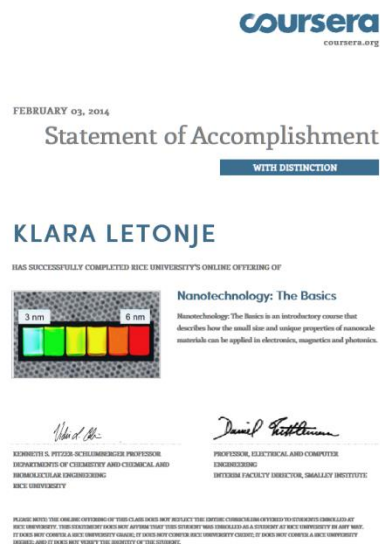 coursera
coursera.org
FEBRUARY 03, 2014
Statement of Accomplishment
WITH DISTINCTION
KLARA LETONJE
HAS SUCCESSFULLY COMPLETED RICE UNIVERSITY'S ONLINE OFFERING OF
Nanotechnology: The Basics
Nanotechnology: The Basics is an introductory course that
describes how the small size and unique properties of nanoscale
materials can be applied in electronics, magnetics and photonics.
3 nm 6 nm
KENNETH S. PITZER-SCHLUMBERGER PROFESSOR
DEPARTMENTS OF CHEMISTRY AND CHEMICAL AND
BIOMOLECULAR ENGINEERING
RICE UNIVERSITY
PROFESSOR, ELECTRICAL AND COMPUTER
ENGINEERING
INTERIM FACULTY DIRECTOR, SMALLEY INSTITUTE
PLEASE NOTE: THE ONLINE OFFERING OF THIS CLASS DOES NOT REFLECT THE ENTIRE CURRICULUM OFFERED TO STUDENTS ENROLLED AT
RICE UNIVERSITY. THIS STATEMENT DOES NOT AFFIRM THAT THIS STUDENT WAS ENROLLED AS A STUDENT AT RICE UNIVERSITY IN ANY WAY.
IT DOES NOT CONFER A RICE UNIVERSITY GRADE; IT DOES NOT CONFER RICE UNIVERSITY CREDIT; IT DOES NOT CONFER A RICE UNIVERSITY
DEGREE; AND IT DOES NOT VERIFY THE IDENTITY OF THE STUDENT.